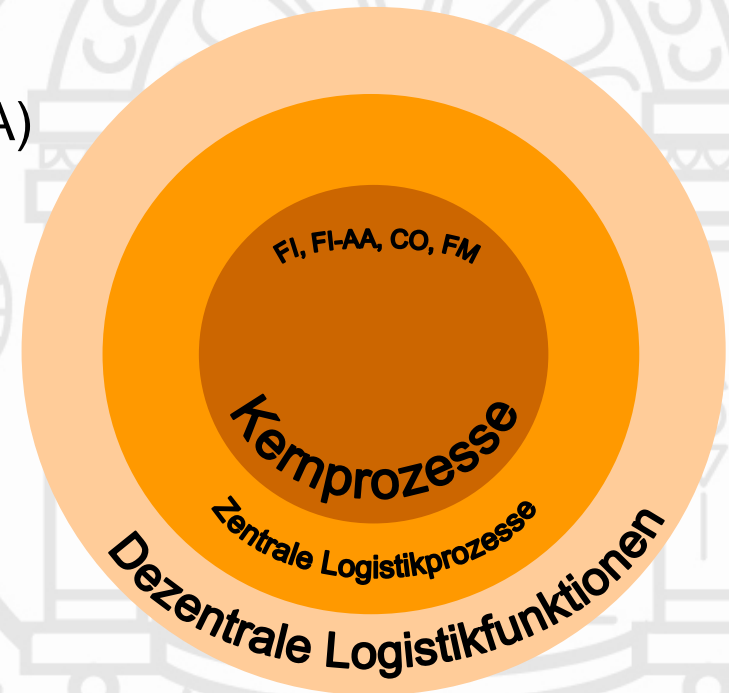 A)
FI, FI-AA, CO, FM
Kernprozesse
Zentrale Logistikprozesse
Dezentrale Logistikfunktionen